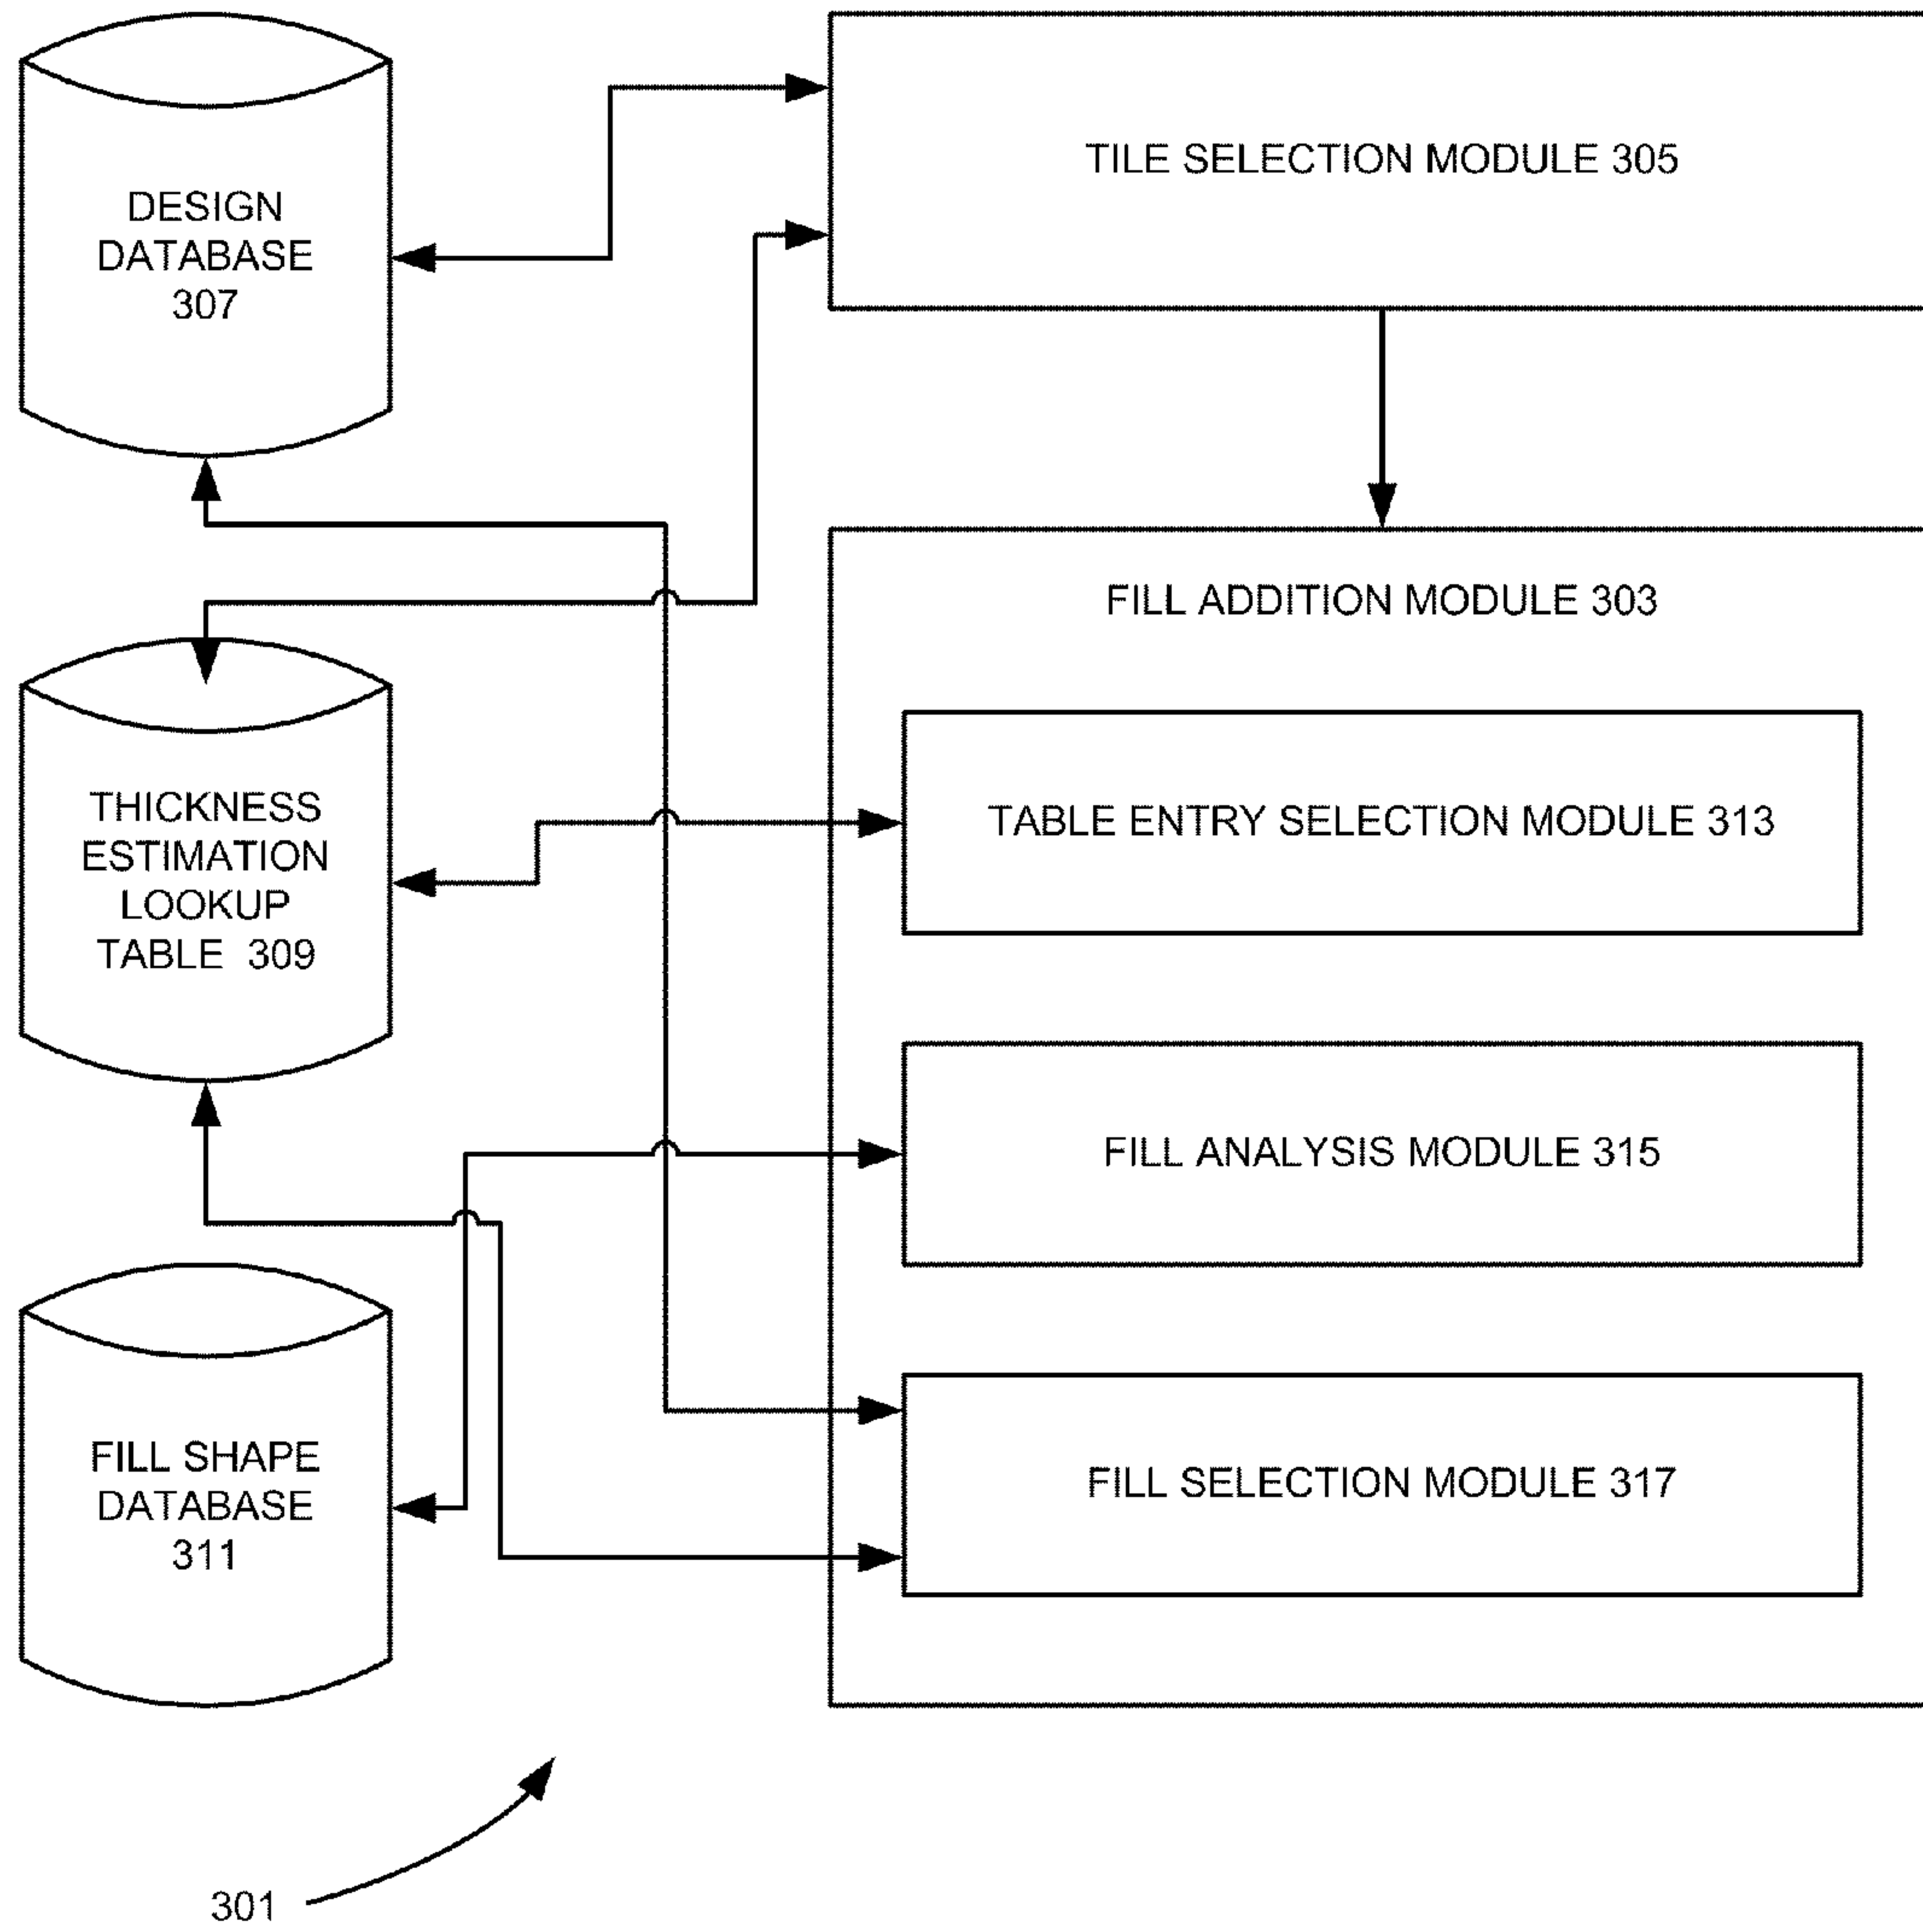 DESIGN
DATABASE
307
TILE SELECTION MODULE 305
FILL ADDITION MODULE 303
THICKNESS
ESTIMATION
LOOKUP
TABLE 309
TABLE ENTRY SELECTION MODULE 313
FILL ANALYSIS MODULE 315
FILL SHAPE
DATABASE
311
FILL SELECTION MODULE 317
301